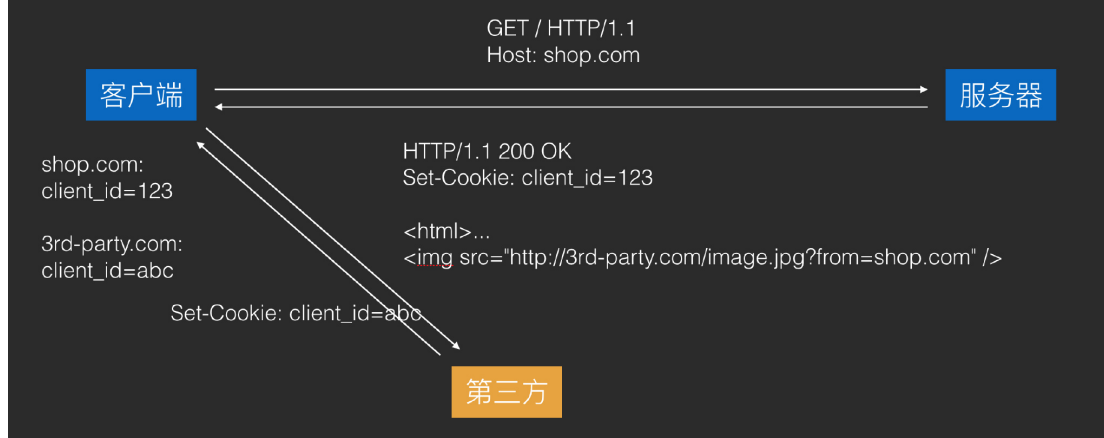 GET / HTTP/1.1
Host: shop.com
客户端
服务器
shop.com:
client_id=123
HTTP/1.1 200 OK
Set-Cookie: client_id=123
3rd-party.com:
client_id=abc
<html>...
<img src="http://3rd-party.com/image.jpg?from=shop.com" />
Set-Cookie: client_id=abc
第三方